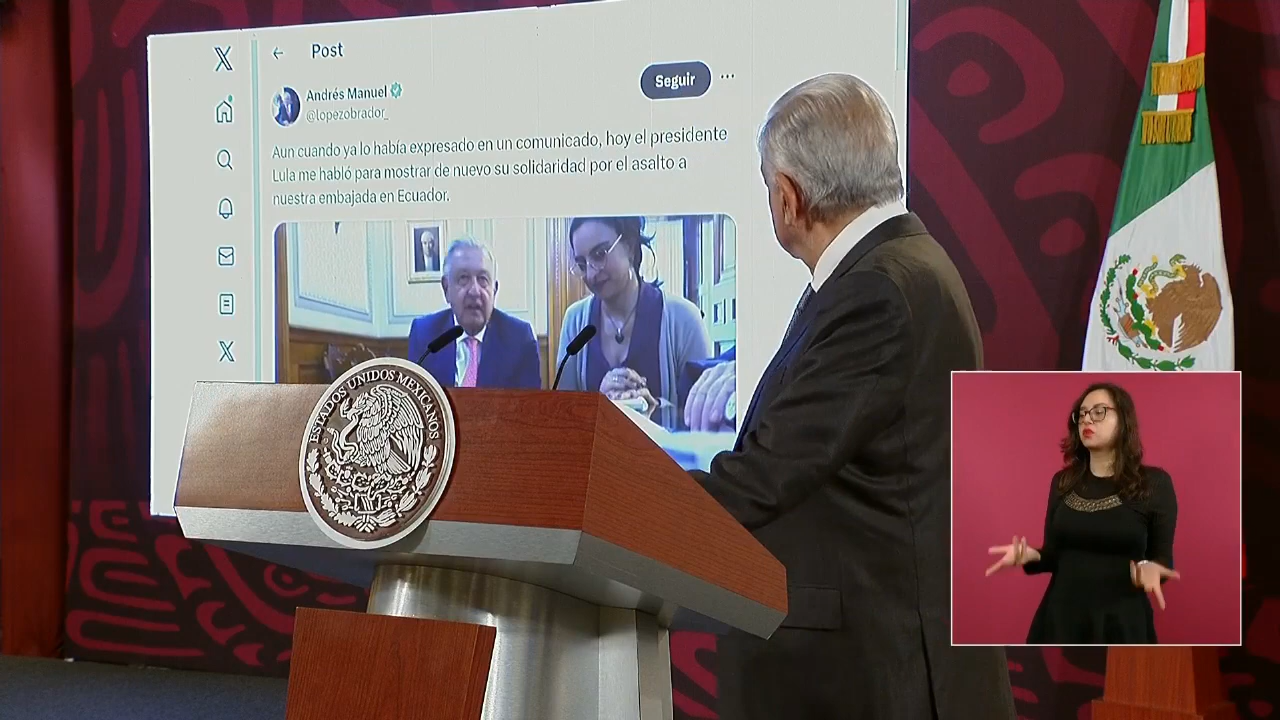 Post
Andrés Manuel
@lopezobrador_
Seguir
Aun cuando ya lo había expresado en un comunicado, hoy el presidente
Lula me habló para mostrar de nuevo su solidaridad por el asalto a
nuestra embajada en Ecuador.
ESTADOS UNIDOS MEXICANOS